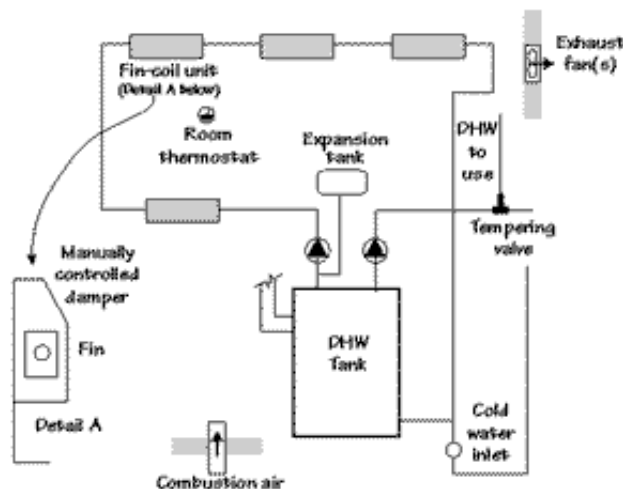 Exhaust
fan(s)
Fin-coil unit
(Detail A below)
Room
thermostat
Expansion
tank
DHW
to
use
Tempering
valve
Manually
controlled
damper
Fin
Detail A
DHW
Tank
Cold
water
inlet
Combustion air